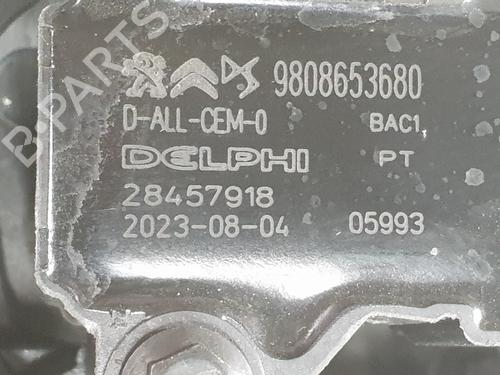 9808653680
D-ALL-CEM-0 BAC1
DELPHI PT
28457918
2023-08-04 05993
B-PARTS